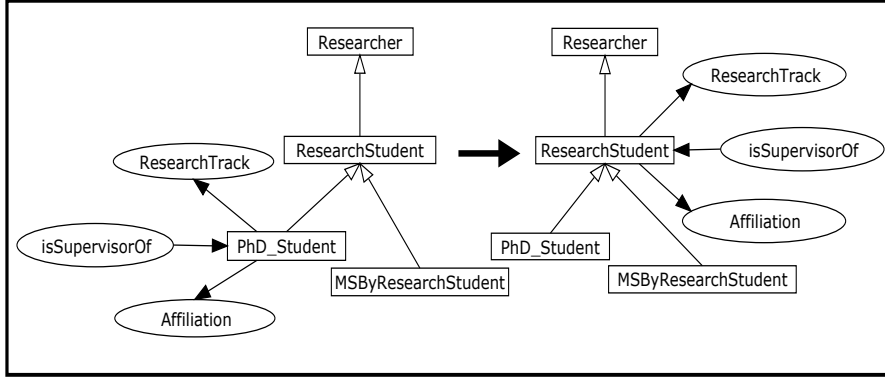 Researcher
ResearchStudent
ResearchTrack
isSupervisorOf
PhD_Student
MSByResearchStudent
Affiliation
Researcher
ResearchTrack
ResearchStudent
isSupervisorOf
Affiliation
PhD_Student
MSByResearchStudent